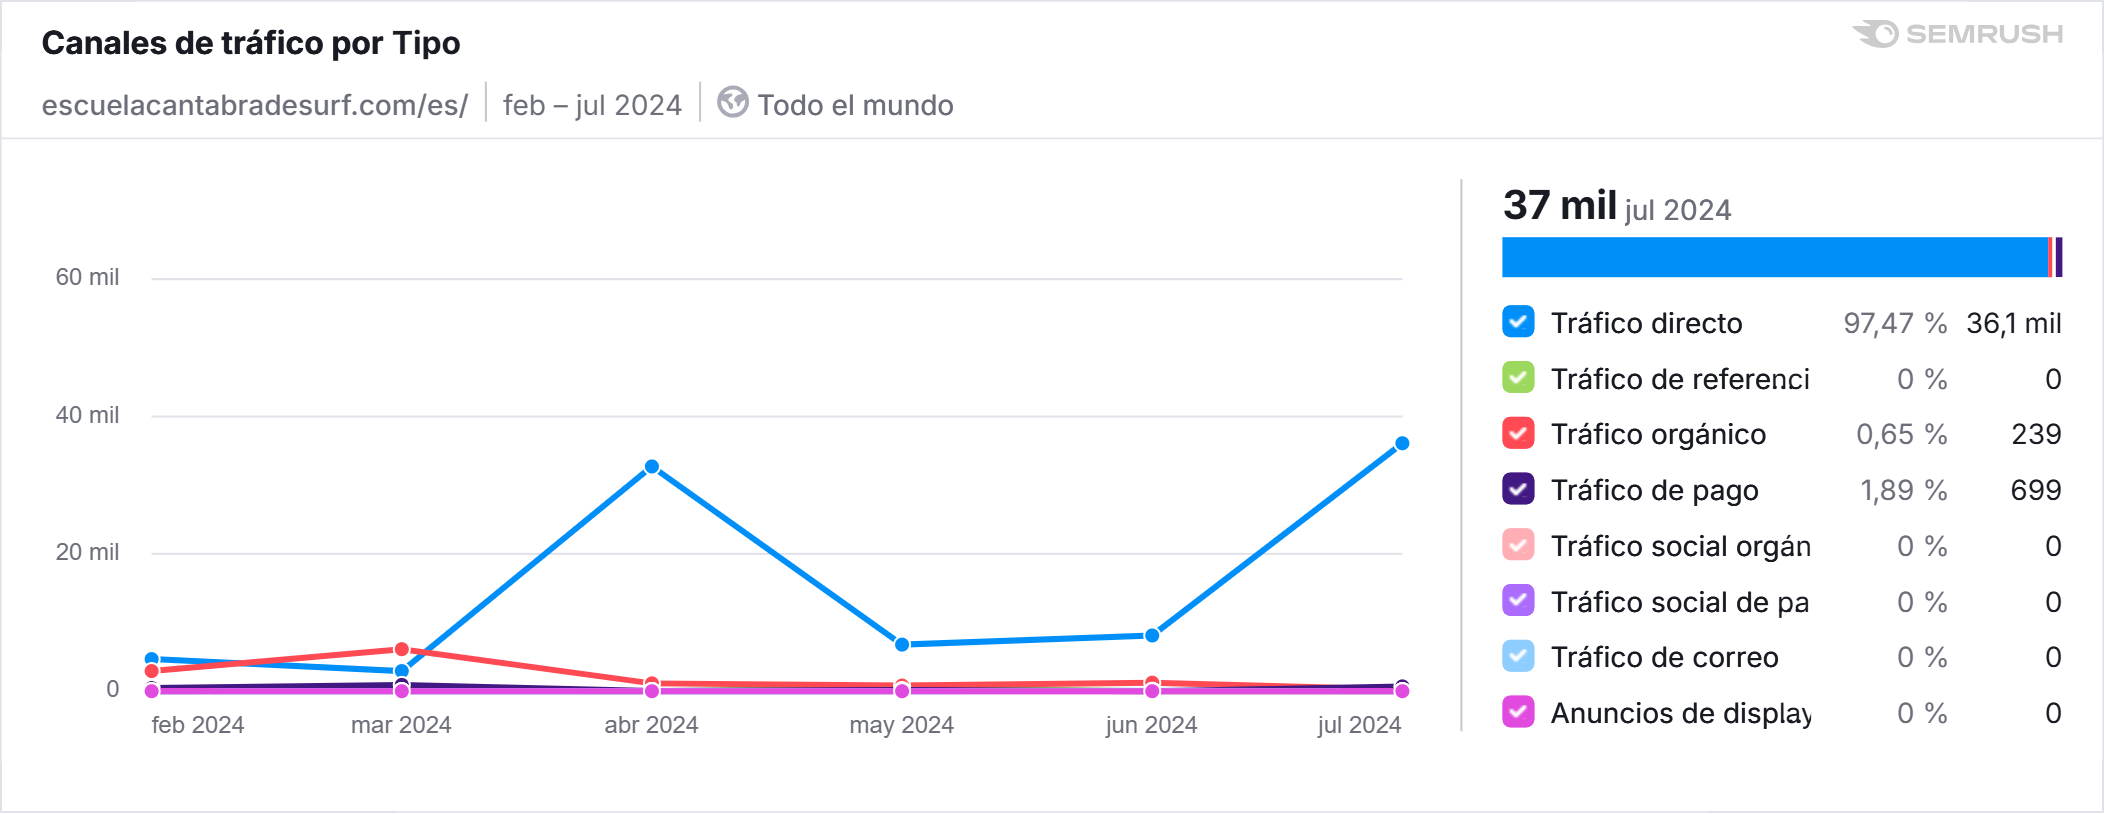 Canales de tráfico por Tipo
SEMRUSH
escuelacantabradesurf.com/es/ feb – jul 2024 Todo el mundo
60 mil
40 mil
20 mil
0
feb 2024 mar 2024 abr 2024 may 2024 jun 2024 jul 2024
37 mil jul 2024
Tráfico directo 97,47 % 36,1 mil
Tráfico de referenci 0 % 0
Tráfico orgánico 0,65 % 239
Tráfico de pago 1,89 % 699
Tráfico social orgán 0 % 0
Tráfico social de pa 0 % 0
Tráfico de correo 0 % 0
Anuncios de display 0 % 0